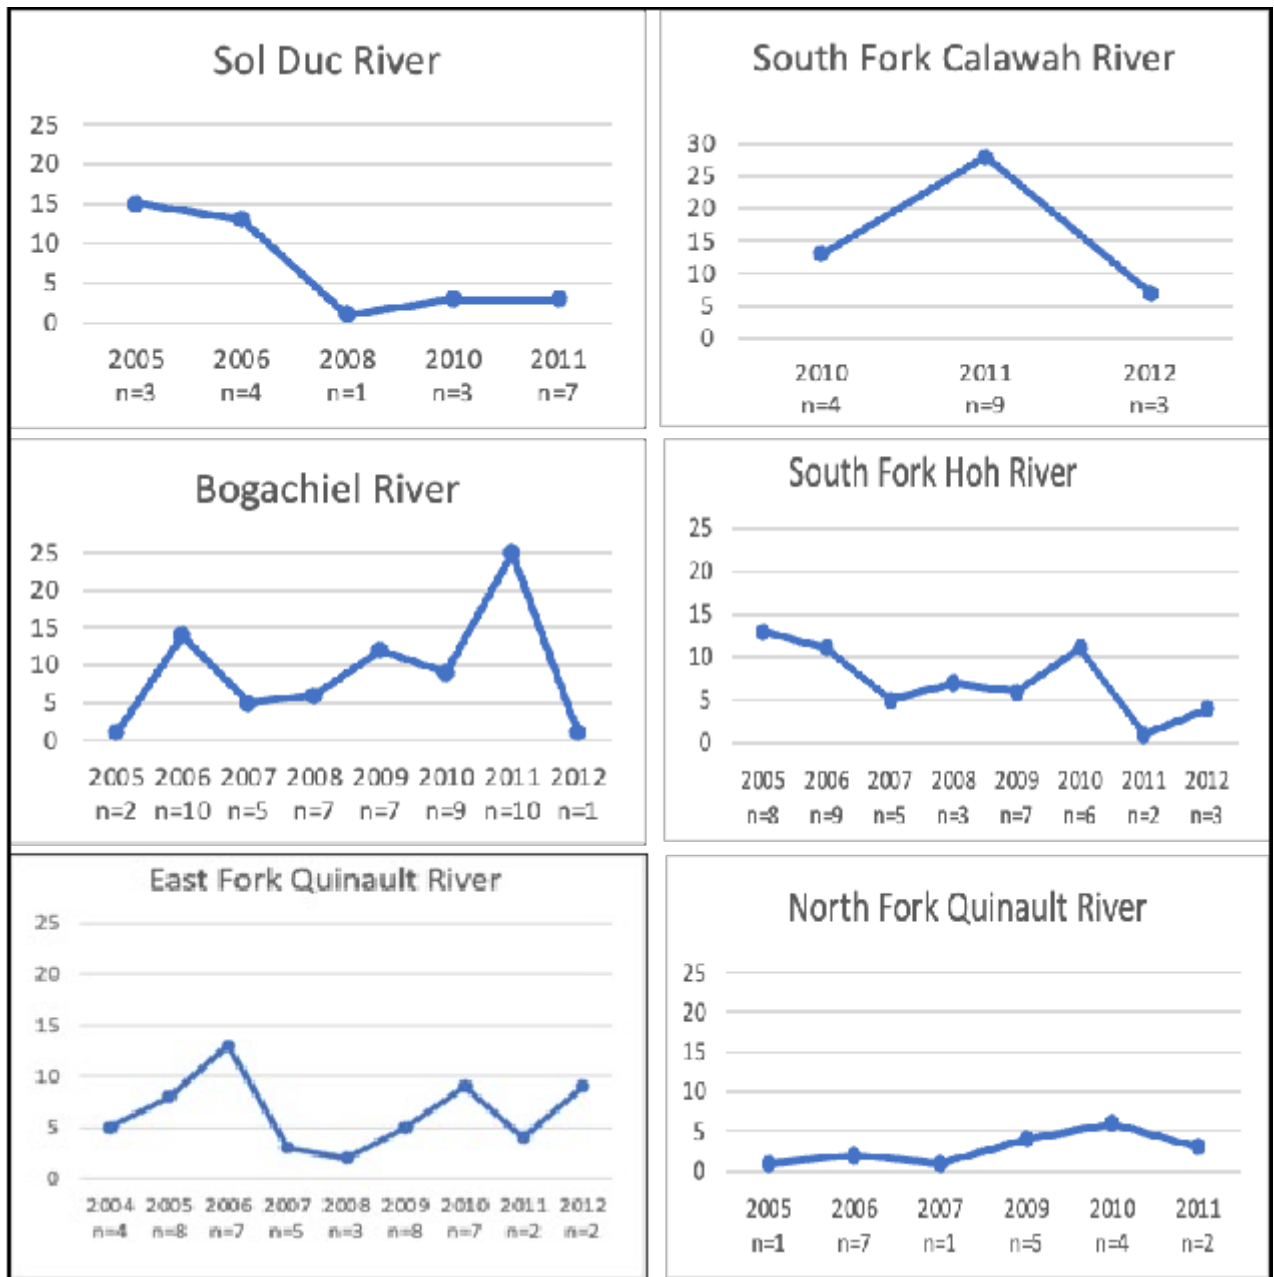 Sol Duc River
25
20
15
10
5
0
2005 2006 2008 2010 2011
n=3 n=4 n=1 n=3 n=7
South Fork Calawah River
30
25
20
15
10
5
0
2010 2011 2012
n=4 n=9 n=3
Bogachiel River
25
20
15
10
5
0
2005 2006 2007 2008 2009 2010 2011 2012
n=2 n=10 n=5 n=7 n=7 n=9 n=10 n=1
South Fork Hoh River
25
20
15
10
5
0
2005 2006 2007 2008 2009 2010 2011 2012
n=8 n=9 n=5 n=3 n=7 n=6 n=2 n=3
East Fork Quinault River
25
20
15
10
5
0
2004 2005 2006 2007 2008 2009 2010 2011 2012
n=4 n=8 n=7 n=5 n=3 n=8 n=7 n=2 n=2
North Fork Quinault River
25
20
15
10
5
0
2005 2006 2007 2009 2010 2011
n=1 n=7 n=1 n=5 n=4 n=2